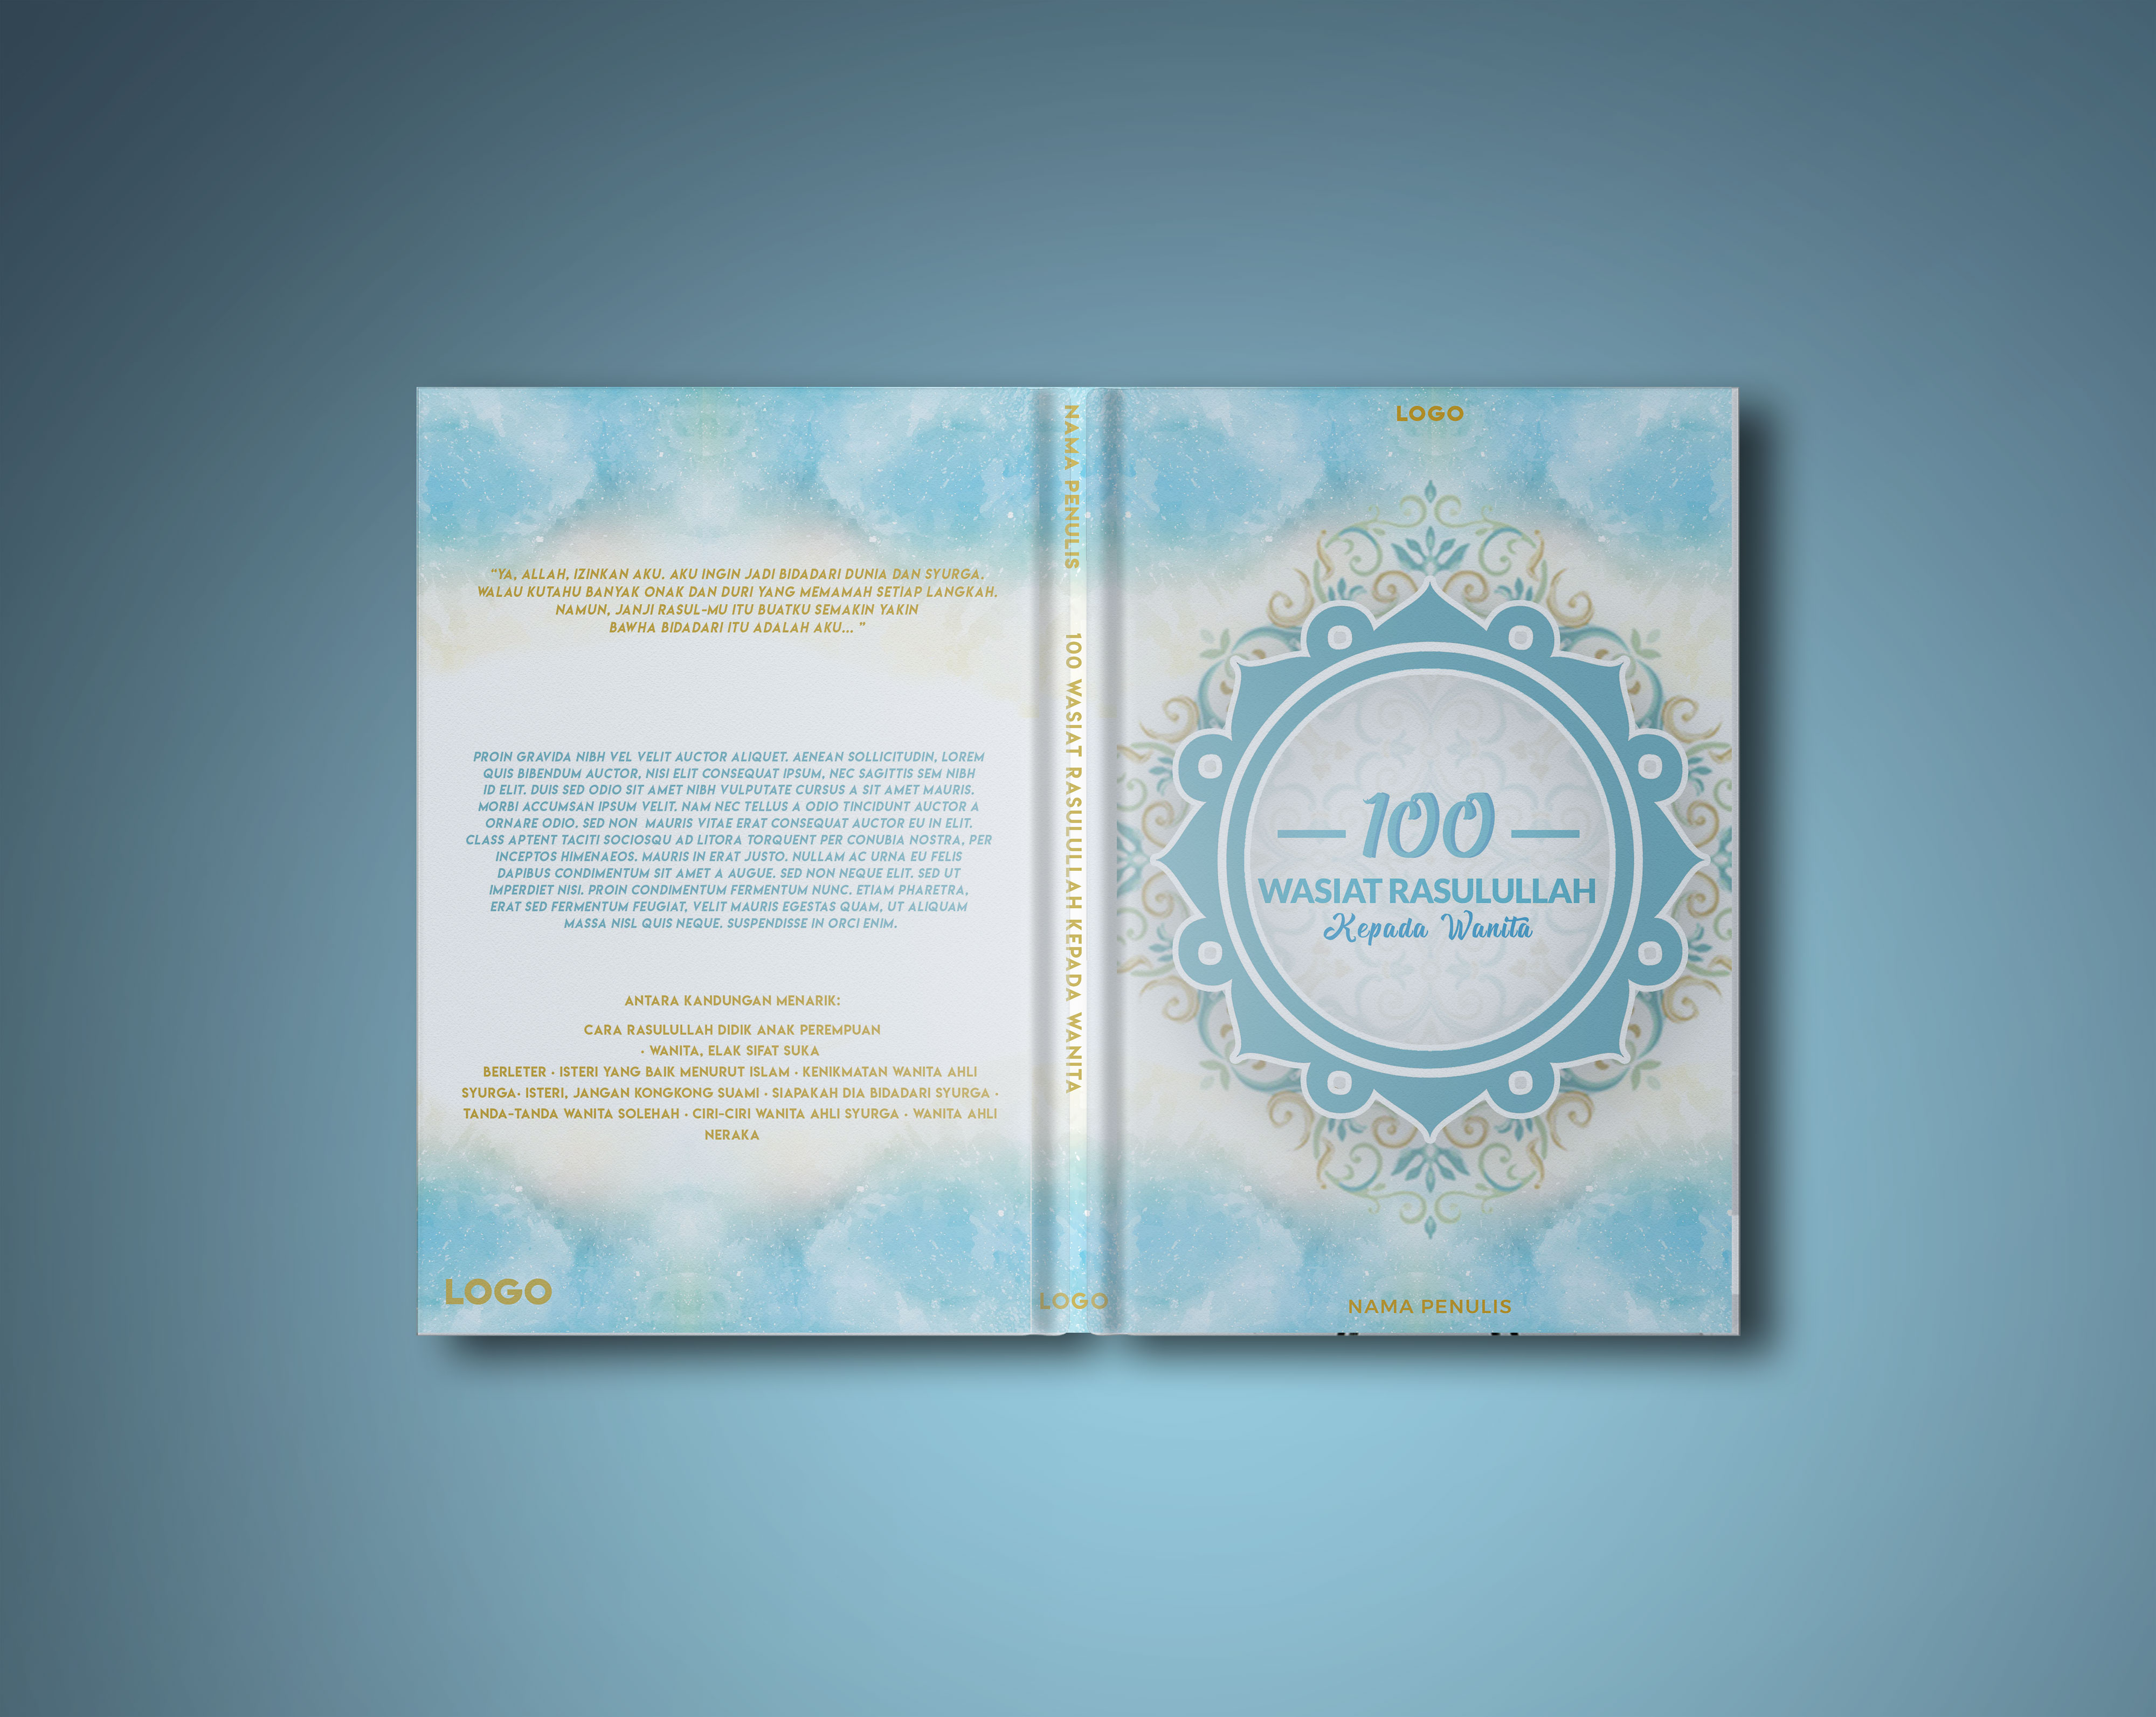 “YA, ALLAH, IZINKAN AKU. AKU INGIN JADI BIDADARI DUNIA DAN SYURGA.
WALAU KUTAHU BANYAK ONAK DAN DURI YANG MEMAMAH SETIAP LANGKAH.
NAMUN, JANJI RASUL-MU ITU BUATKU SEMAKIN YAKIN
BAWHA BIDADARI ITU ADALAH AKU... ”
PROIN GRAVIDA NIBH VEL VELIT AUCTOR ALIQUET. AENEAN SOLLICITUDIN, LOREM
QUIS BIBENDUM AUCTOR, NISI ELIT CONSEQUAT IPSUM, NEC SAGITTIS SEM NIBH
ID ELIT. DUIS SED ODIO SIT AMET NIBH VULPUTATE CURSUS A SIT AMET MAURIS.
MORBI ACCUMSAN IPSUM VELIT. NAM NEC TELLUS A ODIO TINCIDUNT AUCTOR A
ORNARE ODIO. SED NON MAURIS VITAE ERAT CONSEQUAT AUCTOR EU IN ELIT.
CLASS APTENT TACITI SOCIOSQU AD LITORA TORQUENT PER CONUBIA NOSTRA, PER
INCEPTOS HIMENAEOS. MAURIS IN ERAT JUSTO. NULLAM AC URNA EU FELIS
DAPIBUS CONDIMENTUM SIT AMET A AUGUE. SED NON NEQUE ELIT. SED UT
IMPERDIET NISI. PROIN CONDIMENTUM FERMENTUM NUNC. ETIAM PHARETRA,
ERAT SED FERMENTUM FEUGIAT, VELIT MAURIS EGESTAS QUAM, UT ALIQUAM
MASSA NISL QUIS NEQUE. SUSPENDISSE IN ORCI ENIM.
ANTARA KANDUNGAN MENARIK:
CARA RASULULLAH DIDIK ANAK PEREMPUAN
· WANITA, ELAK SIFAT SUKA
BERLETER · ISTERI YANG BAIK MENURUT ISLAM · KENIKMATAN WANITA AHLI
SYURGA· ISTERI, JANGAN KONGKONG SUAMI · SIAPAKAH DIA BIDADARI SYURGA ·
TANDA-TANDA WANITA SOLEHAH · CIRI-CIRI WANITA AHLI SYURGA · WANITA AHLI
NERAKA
LOGO
NAMA PENULIS
100 WASIAT RASULULLAH KEPADA WANITA
LOGO
LOGO
100
WASIAT RASULULLAH
Kepada Wanita
NAMA PENULIS